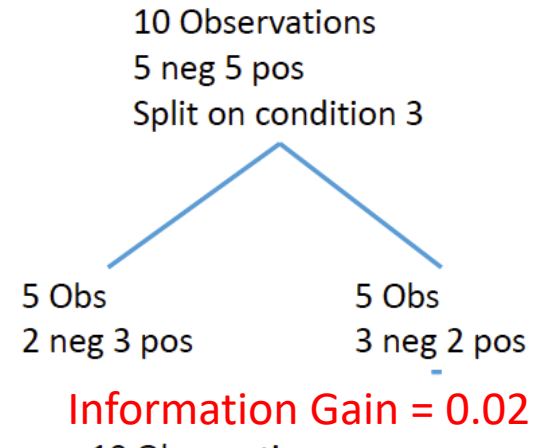 10 Observations
5 neg 5 pos
Split on condition 3
5 Obs
2 neg 3 pos
5 Obs
3 neg 2 pos
Information Gain = 0.02